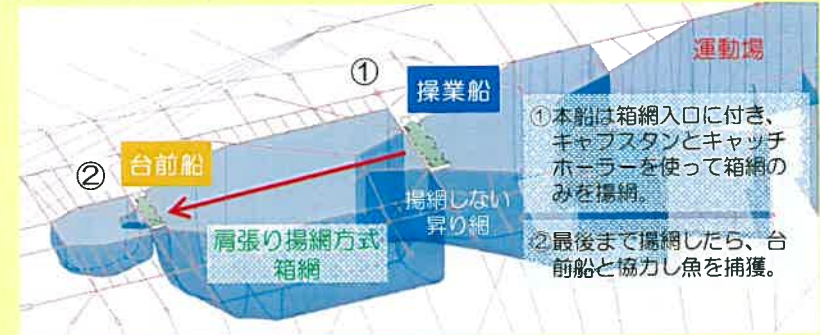 運動場
①
操業船
②
台前船
揚網しない
昇り網
肩張り揚網方式
箱網
①本船は箱網入口に付き、
キャプスタンとキャッチ
ホーラーを使って箱網の
みを揚網。
②最後まで揚網したら、台
前船と協力し魚を捕獲。